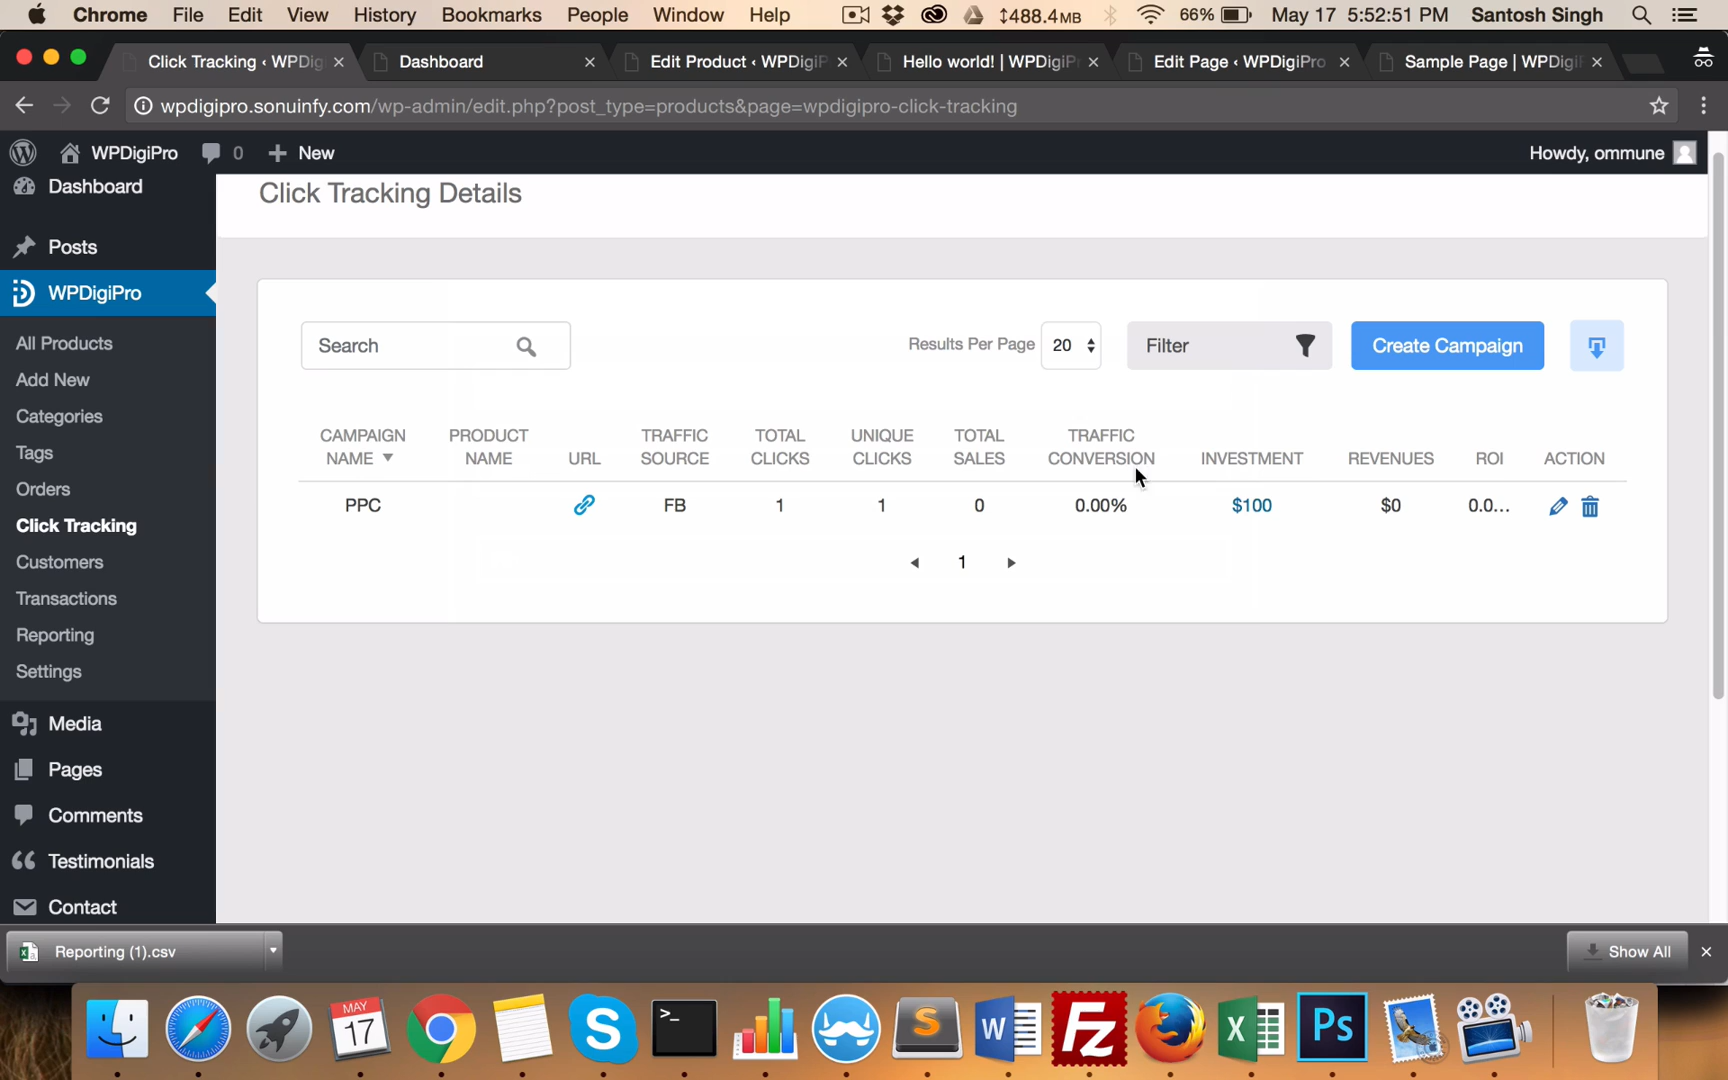 Chrome File Edit View History Bookmarks People Window Help 488.4MB 66% May 17 5:52:51 PM Santosh Singh
Click Tracking ‹ WPDig Dashboard Edit Product ‹ WPDigiP Hello world! | WPDigiP Edit Page ‹ WPDigiPro Sample Page | WPDigiF
wpdigipro.sonuinfy.com/wp-admin/edit.php?post_type=products&page=wpdigipro-click-tracking
WPDigiPro 0 + New Howdy, ommune
Dashboard
Posts
WPDigiPro
All Products
Add New
Categories
Tags
Orders
Click Tracking
Customers
Transactions
Reporting
Settings
Media
Pages
Comments
Testimonials
Contact
Click Tracking Details
Search Results Per Page 20 Filter Create Campaign
CAMPAIGN NAME PRODUCT NAME URL TRAFFIC SOURCE TOTAL CLICKS UNIQUE CLICKS TOTAL SALES TRAFFIC CONVERSION INVESTMENT REVENUES ROI ACTION
PPC FB 1 1 0 0.00% $100 $0 0.0...
1
Reporting (1).csv Show All
MAY
17
S
>_
S
W
Fz
X
Ps